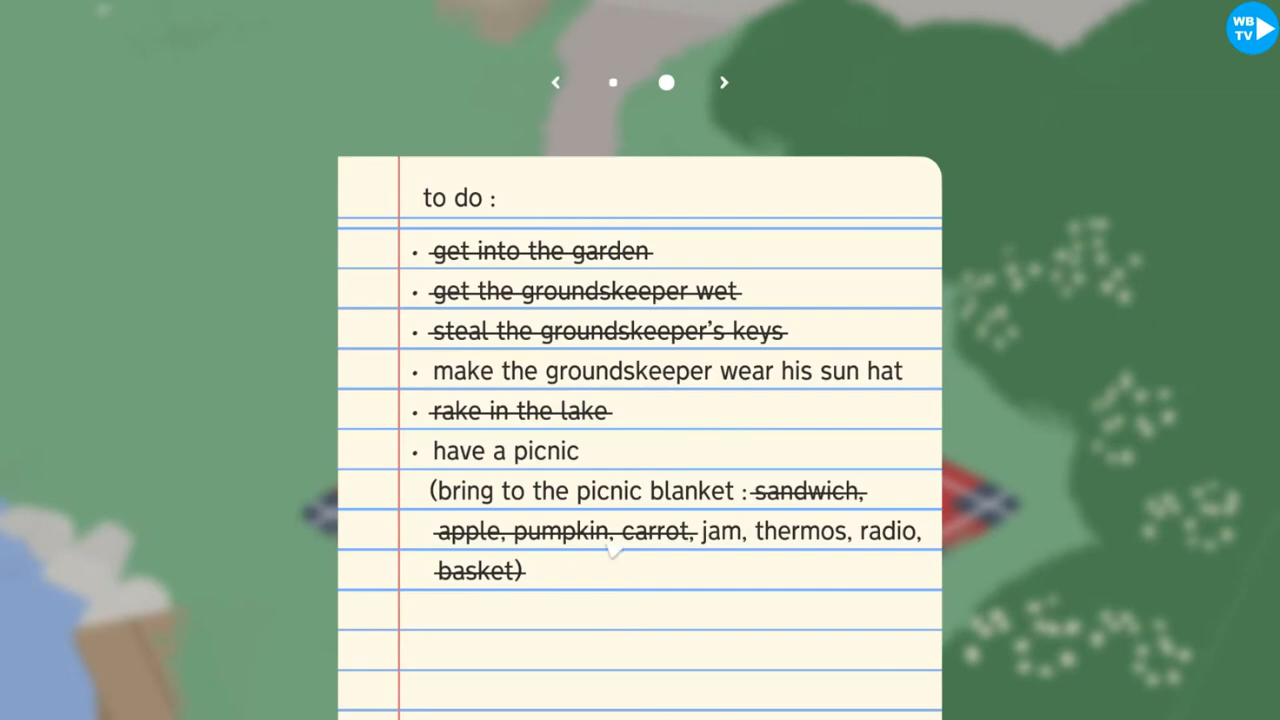 WB
TV
to do :
· get into the garden
· get the groundskeeper wet
· steal the groundskeeper's keys
· make the groundskeeper wear his sun hat
· rake in the lake
· have a picnic
(bring to the picnic blanket : sandwich,
apple, pumpkin, carrot, jam, thermos, radio,
basket)